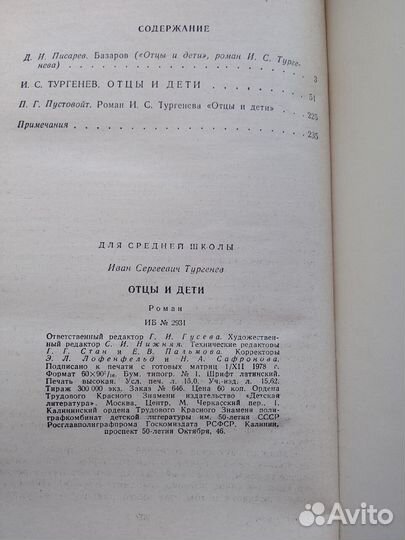 СОДЕРЖАНИЕ
Д. И. Писарев. Базаров («Отцы и дети», роман И. С. Турге-
нева) . . . . . . . . . . . . . . . . 3
И. С. ТУРГЕНЕВ. ОТЦЫ И ДЕТИ . . . . . . . 51
П. Г. Пустовойт. Роман И. С. Тургенева «Отцы и дети» . . . 225
Примечания . . . . . . . . . . . . . . . 235
ДЛЯ СРЕДНЕЙ ШКОЛЫ
Иван Сергеевич Тургенев
ОТЦЫ И ДЕТИ
Роман
ИБ № 2931
Ответственный редактор Г. И. Гусева. Художествен-
ный редактор С. И. Нижняя. Технические редакторы
Г. Г. Стан и Е. В. Пальмова. Корректоры
Э. Л. Лофенфельд и Н. А. Сафронова.
Подписано к печати с готовых матриц 1/XII 1978 г.
Формат 60×90¹/₁₆. Бум. типогр. № 1. Шрифт латинский.
Печать высокая. Усл. печ. л. 15,0. Уч.-изд. л. 15,62.
Тираж 300 000 экз. Заказ № 646. Цена 60 коп. Ордена
Трудового Красного Знамени издательство «Детская
литература». Москва, Центр, М. Черкасский пер., 1.
Калининский ордена Трудового Красного Знамени поли-
графкомбинат детской литературы им. 50-летия СССР
Росглавполиграфпрома Госкомиздата РСФСР. Калинин,
проспект 50-летия Октября, 46.
Avito